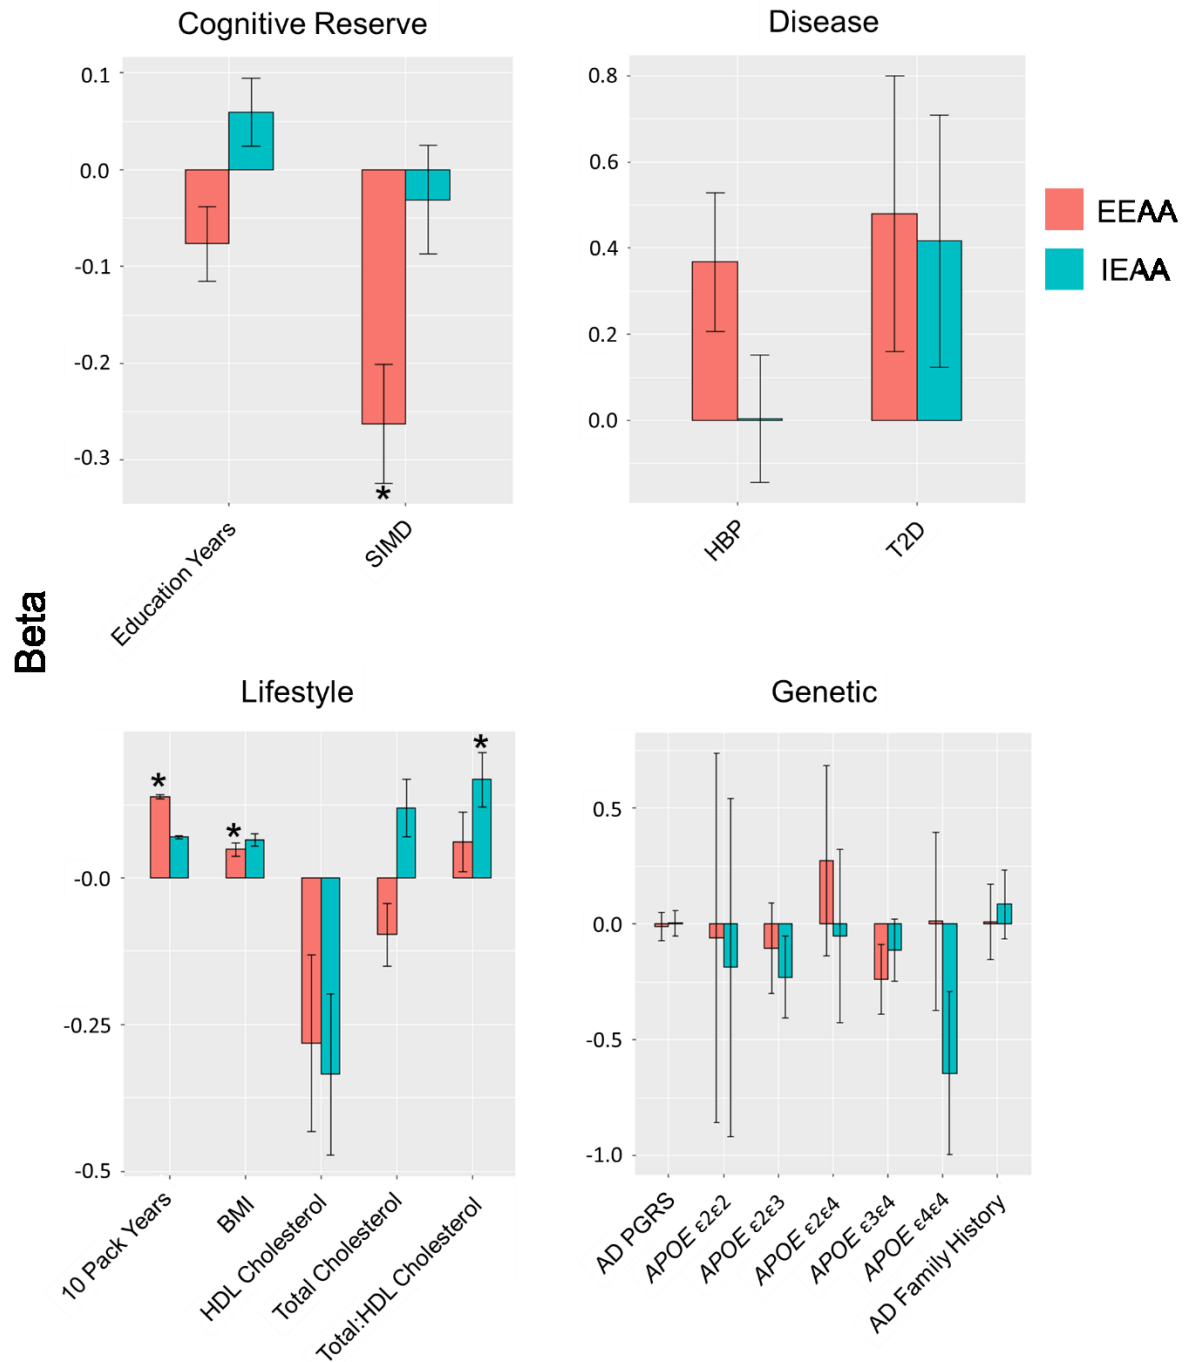 Cognitive Reserve
0.1
0.0
-0.1
-0.2
-0.3
*
Education Years
SIMD
Disease
0.8
0.6
0.4
0.2
0.0
HBP
T2D
EEAA
IEAA
Beta
Lifestyle
*
*
*
-0.0
-0.25
-0.5
10 Pack Years
BMI
HDL Cholesterol
Total Cholesterol
Total:HDL Cholesterol
Genetic
0.5
0.0
-0.5
-1.0
AD PGRS
APOE ε2ε2
APOE ε2ε3
APOE ε2ε4
APOE ε3ε4
APOE ε4ε4
AD Family History